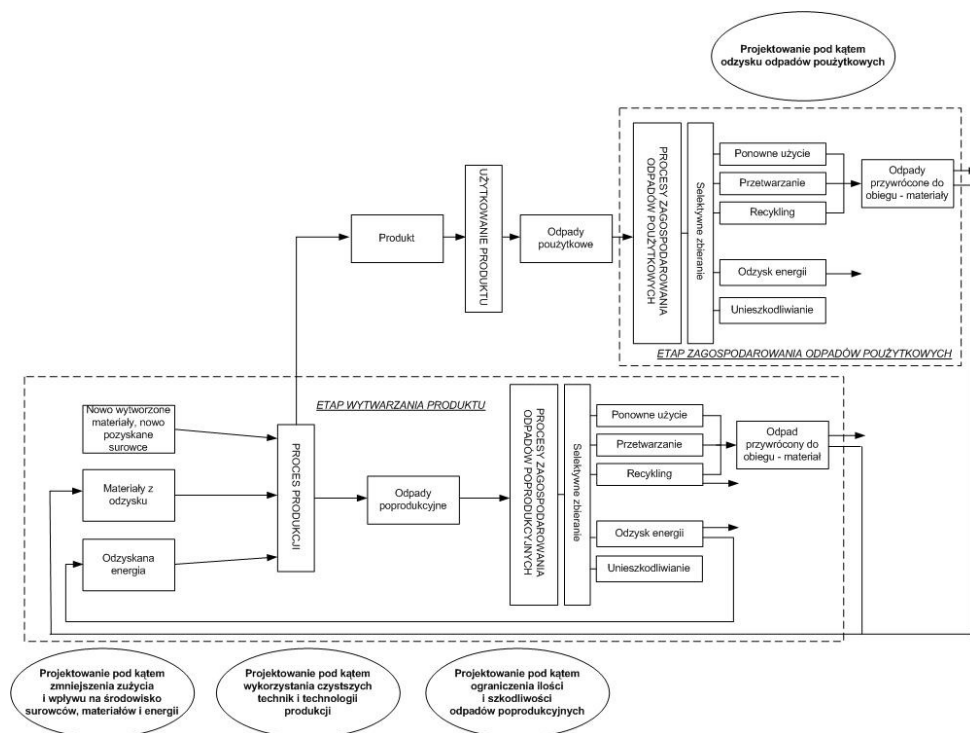 Projektowanie pod kątem
odzysku odpadów poużytkowych
PROCESY ZAGOSPODAROWANIA
ODPADÓW POUŻYTKOWYCH
Selektywne zbieranie
Ponowne użycie
Przetwarzanie
Recykling
Odzysk energii
Unieszkodliwianie
Odpady
przywrócone do
obiegu - materiały
ETAP ZAGOSPODAROWANIA ODPADÓW POUŻYTKOWYCH
Produkt
UŻYTKOWANIE PRODUKTU
Odpady
poużytkowe
ETAP WYTWARZANIA PRODUKTU
Nowo wytworzone
materiały, nowo
pozyskane
surowce
Materiały z
odzysku
Odzyskana
energia
PROCES PRODUKCJI
Odpady
poprodukcyjne
PROCESY ZAGOSPODAROWANIA
ODPADÓW POPRODUKCYJNYCH
Selektywne zbieranie
Ponowne użycie
Przetwarzanie
Recykling
Odzysk energii
Unieszkodliwianie
Odpad
przywrócony do
obiegu - materiał
Projektowanie pod kątem
zmniejszenia zużycia
i wpływu na środowisko
surowców, materiałów i energii
Projektowanie pod kątem
wykorzystania czystszych
technik i technologii
produkcji
Projektowanie pod kątem
ograniczenia ilości
i szkodliwości
odpadów poprodukcyjnych